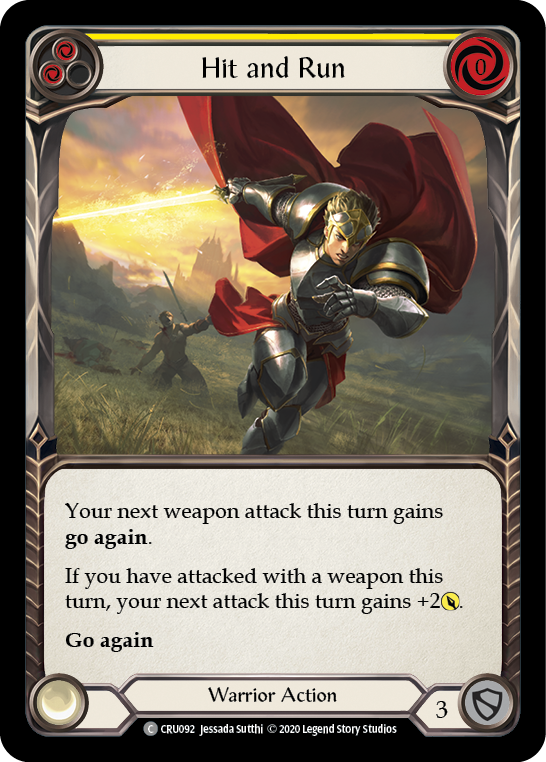 Hit and Run
0
Your next weapon attack this turn gains
go again.
If you have attacked with a weapon this
turn, your next attack this turn gains +2.
Go again
Warrior Action
3
C CRU092 Jessada Sutthi © 2020 Legend Story Studios